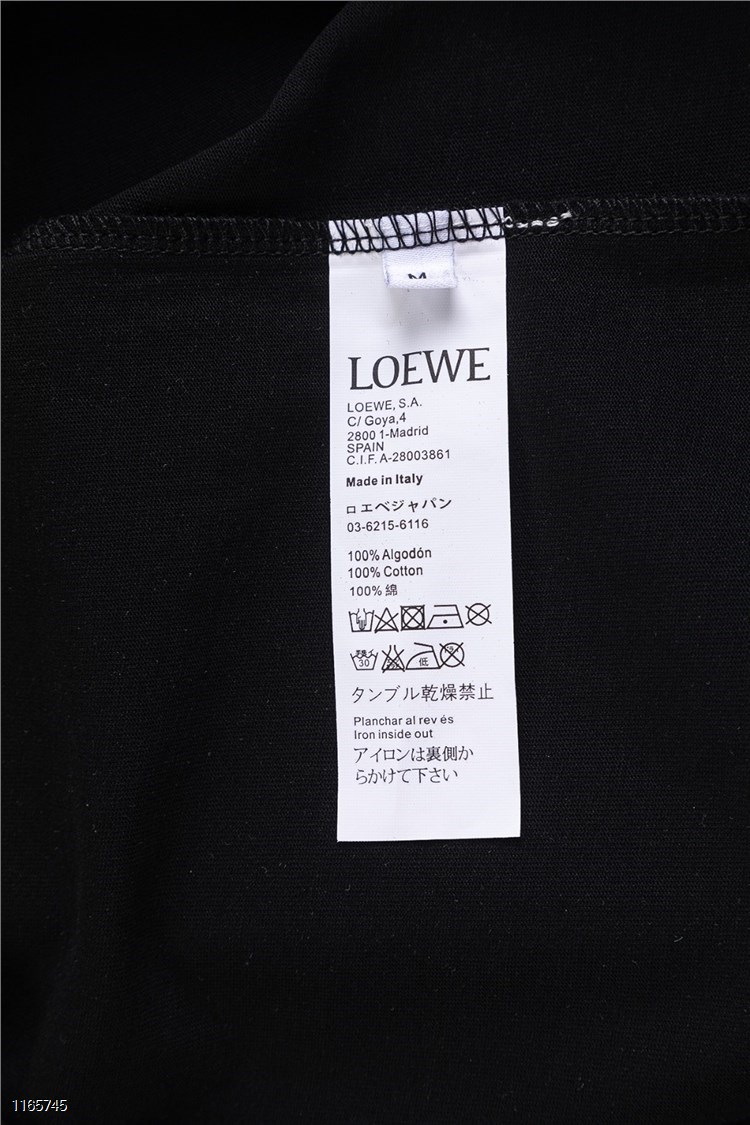 M
LOEWE
LOEWE, S.A.
C/ Goya,4
2800 1-Madrid
SPAIN
C.I.F. A-28003861
Made in Italy
ロエベジャパン
03-6215-6116
100% Algodón
100% Cotton
100% 綿
30
低
タンブル乾燥禁止
Planchar al rev és
Iron inside out
アイロンは裏側か
らかけて下さい
1165745